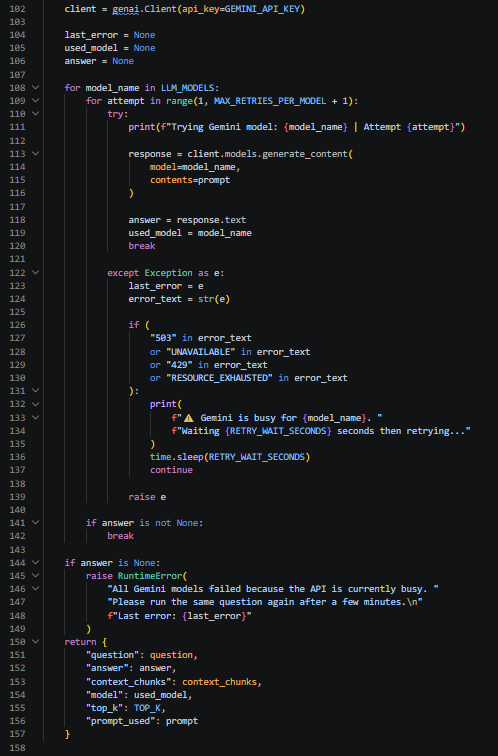 102 client = genai.Client(api_key=GEMINI_API_KEY)
103
104 last_error = None
105 used_model = None
106 answer = None
107
108 for model_name in LLM_MODELS:
109 for attempt in range(1, MAX_RETRIES_PER_MODEL + 1):
110 try:
111 print(f"Trying Gemini model: {model_name} | Attempt {attempt}")
112
113 response = client.models.generate_content(
114 model=model_name,
115 contents=prompt
116 )
117
118 answer = response.text
119 used_model = model_name
120 break
121
122 except Exception as e:
123 last_error = e
124 error_text = str(e)
125
126 if (
127 "503" in error_text
128 or "UNAVAILABLE" in error_text
129 or "429" in error_text
130 or "RESOURCE_EXHAUSTED" in error_text
131 ):
132 print(
133 f"⚠️ Gemini is busy for {model_name}. "
134 f"Waiting {RETRY_WAIT_SECONDS} seconds then retrying..."
135 )
136 time.sleep(RETRY_WAIT_SECONDS)
137 continue
138
139 raise e
140
141 if answer is not None:
142 break
143
144 if answer is None:
145 raise RuntimeError(
146 "All Gemini models failed because the API is currently busy. "
147 "Please run the same question again after a few minutes.\n"
148 f"Last error: {last_error}"
149 )
150 return {
151 "question": question,
152 "answer": answer,
153 "context_chunks": context_chunks,
154 "model": used_model,
155 "top_k": TOP_K,
156 "prompt_used": prompt
157 }
158